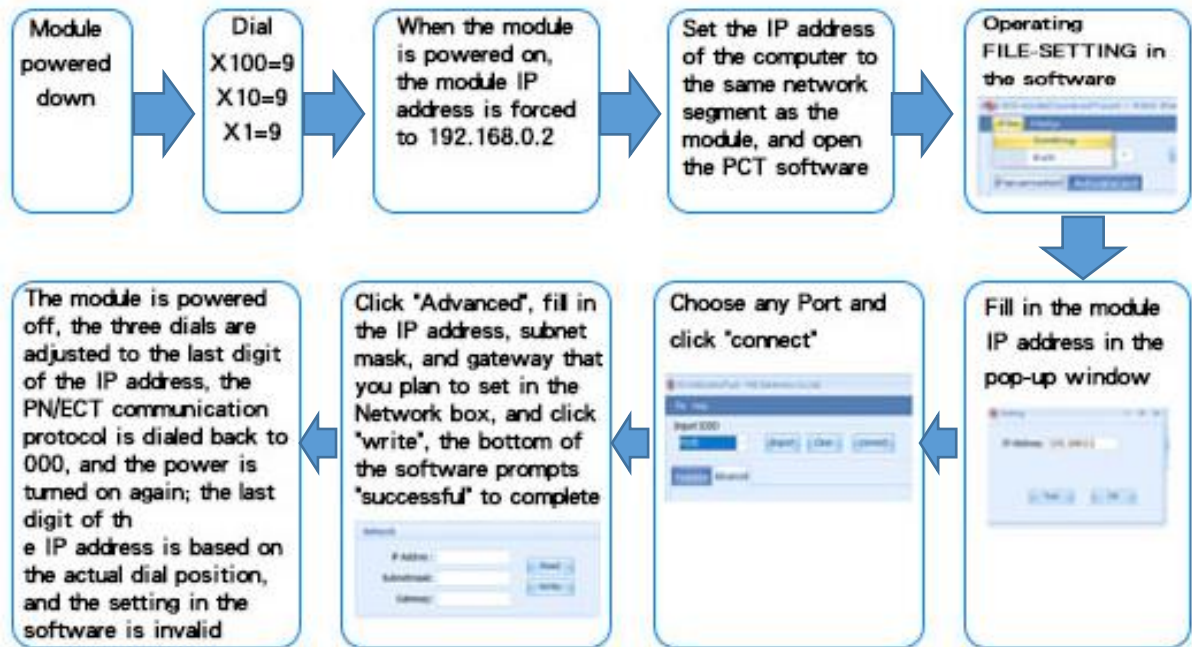 Module
powered
down
Dial
X100=9
X10=9
X1=9
When the module
is powered on,
the module IP
address is forced
to 192.168.0.2
Set the IP address
of the computer to
the same network
segment as the
module, and open
the PCT software
Operating
FILE-SETTING in
the software
Fill in the module
IP address in the
pop-up window
IP Address:
Choose any Port and
click "connect"
Advanced
Click "Advanced", fill in
the IP address, subnet
mask, and gateway that
you plan to set in the
Network box, and click
"write", the bottom of
the software prompts
"successful" to complete
Network
IP Address:
Gateway:
The module is powered
off, the three dials are
adjusted to the last digit
of the IP address, the
PN/ECT communication
protocol is dialed back to
000, and the power is
turned on again; the last
digit of th
e IP address is based on
the actual dial position,
and the setting in the
software is invalid